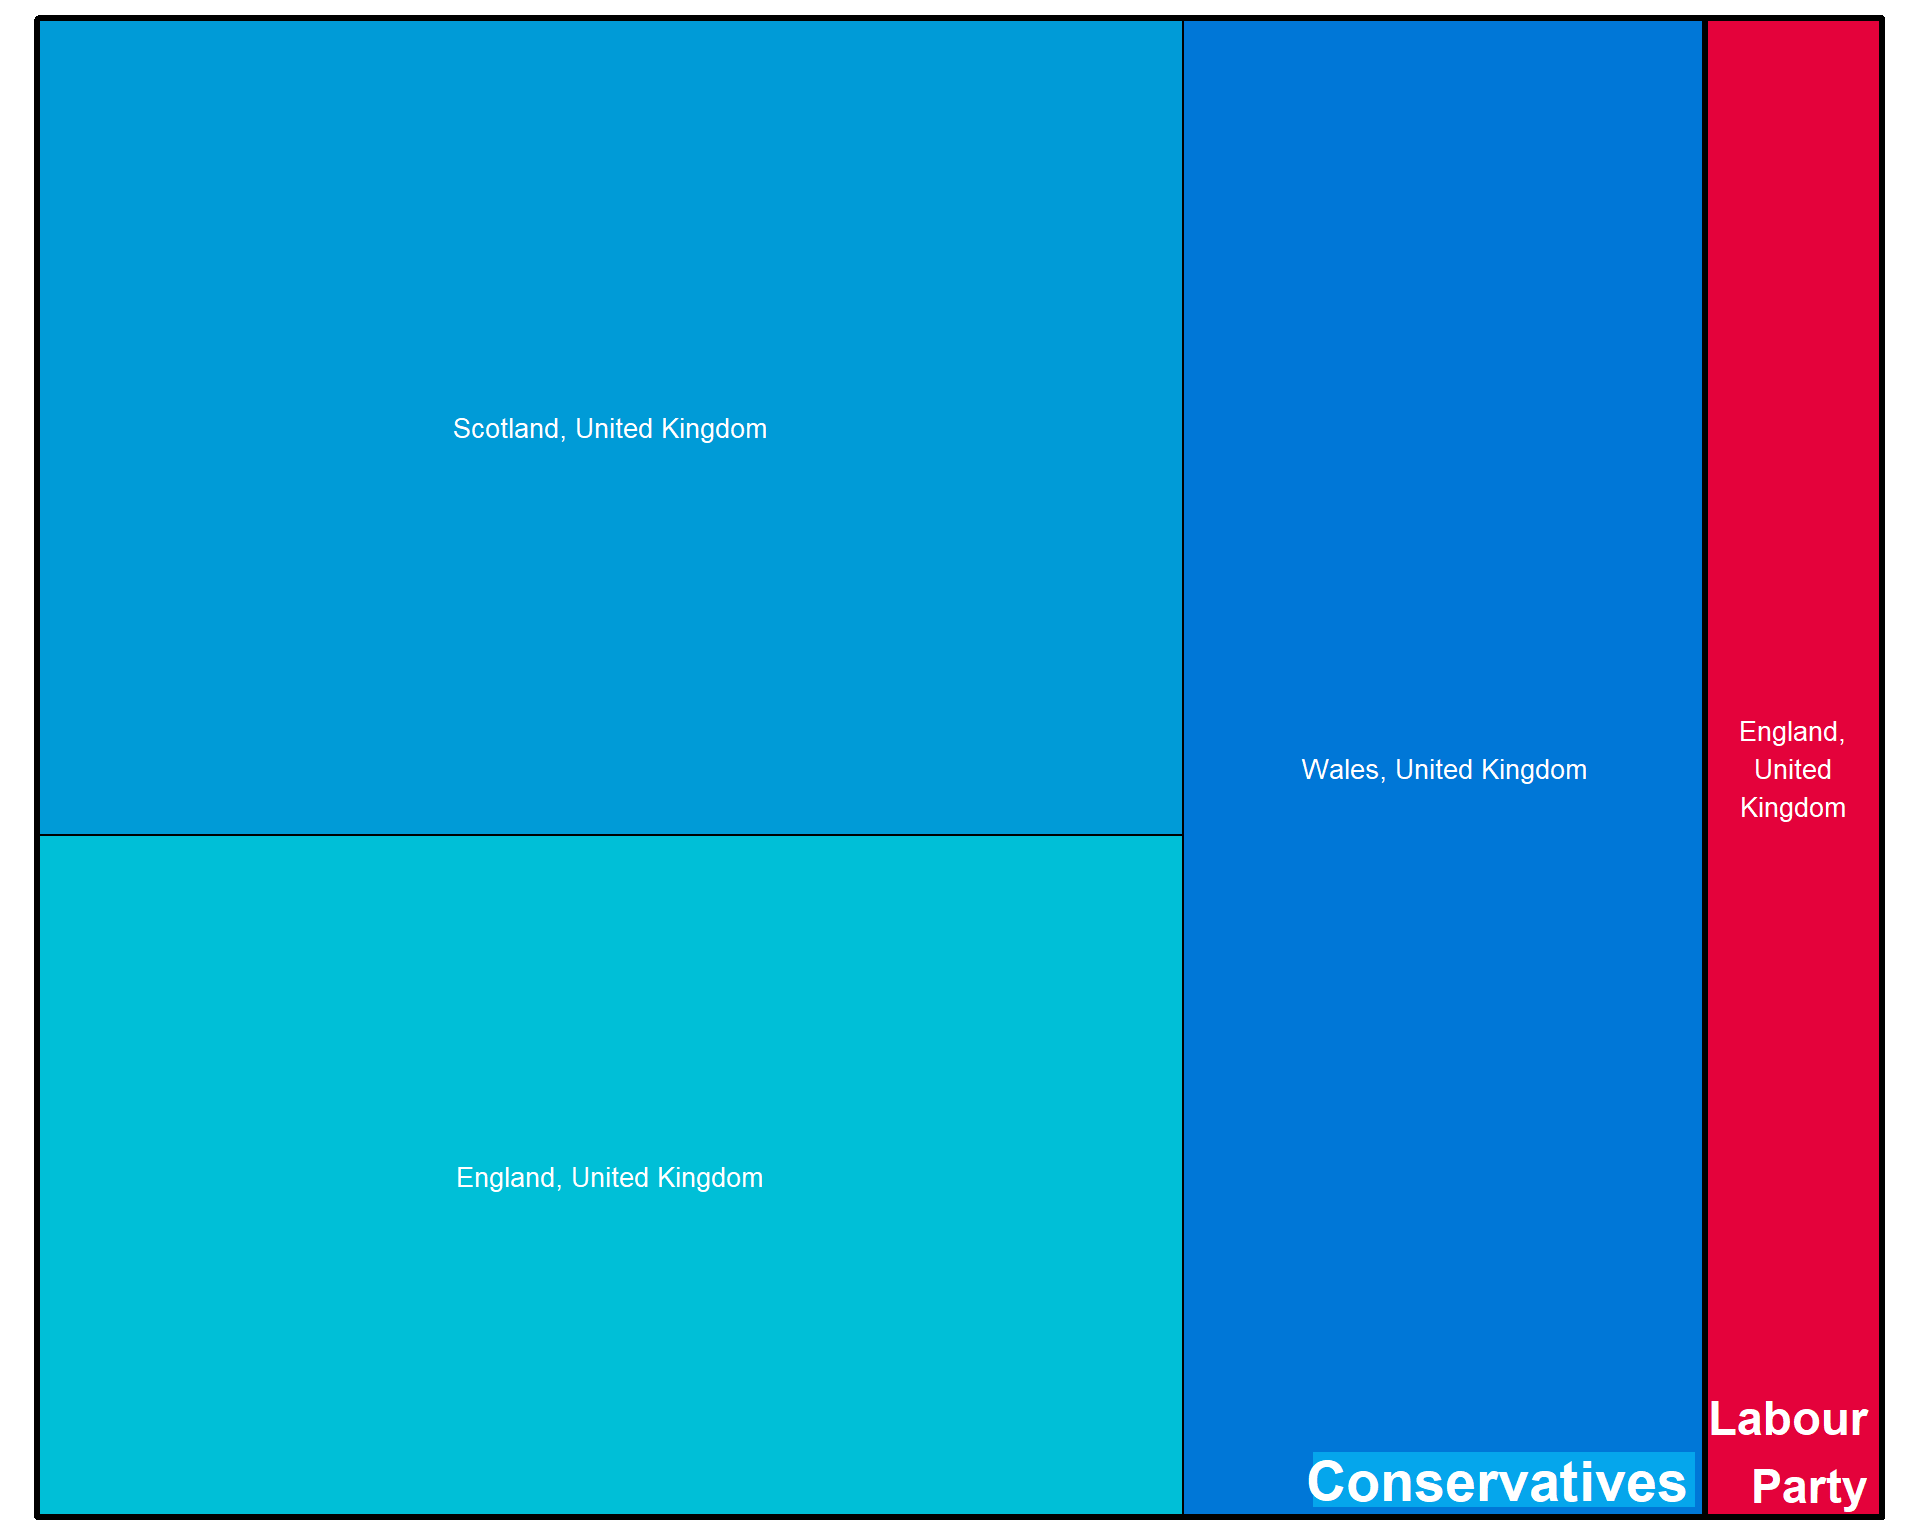 Scotland, United Kingdom
England, United Kingdom
Wales, United Kingdom
Conservatives
England,
United
Kingdom
Labour
Party